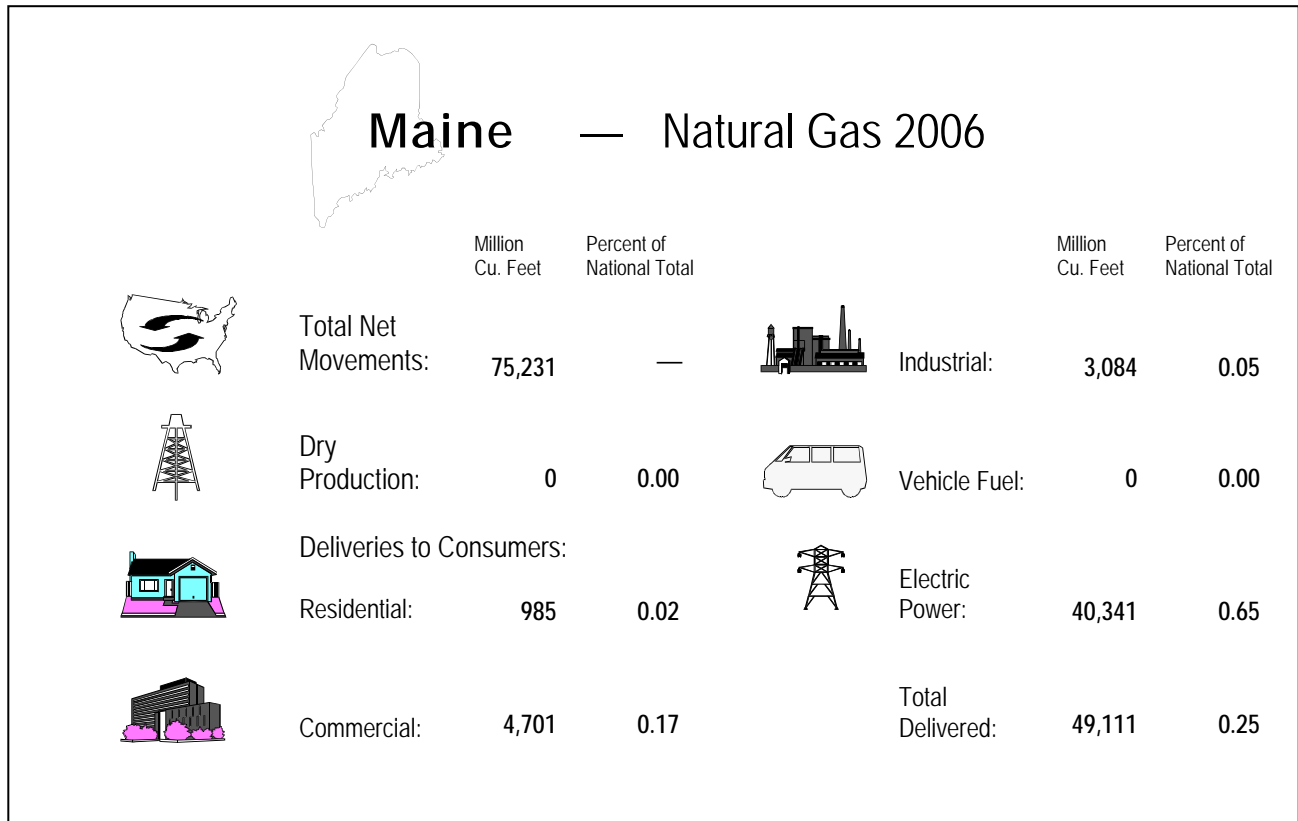 Maine — Natural Gas 2006
Million
Cu. Feet
Percent of
National Total
Total Net
Movements: 75,231 —
Dry
Production: 0 0.00
Deliveries to Consumers:
Residential: 985 0.02
Commercial: 4,701 0.17
Million
Cu. Feet
Percent of
National Total
Industrial: 3,084 0.05
Vehicle Fuel: 0 0.00
Electric
Power: 40,341 0.65
Total
Delivered: 49,111 0.25